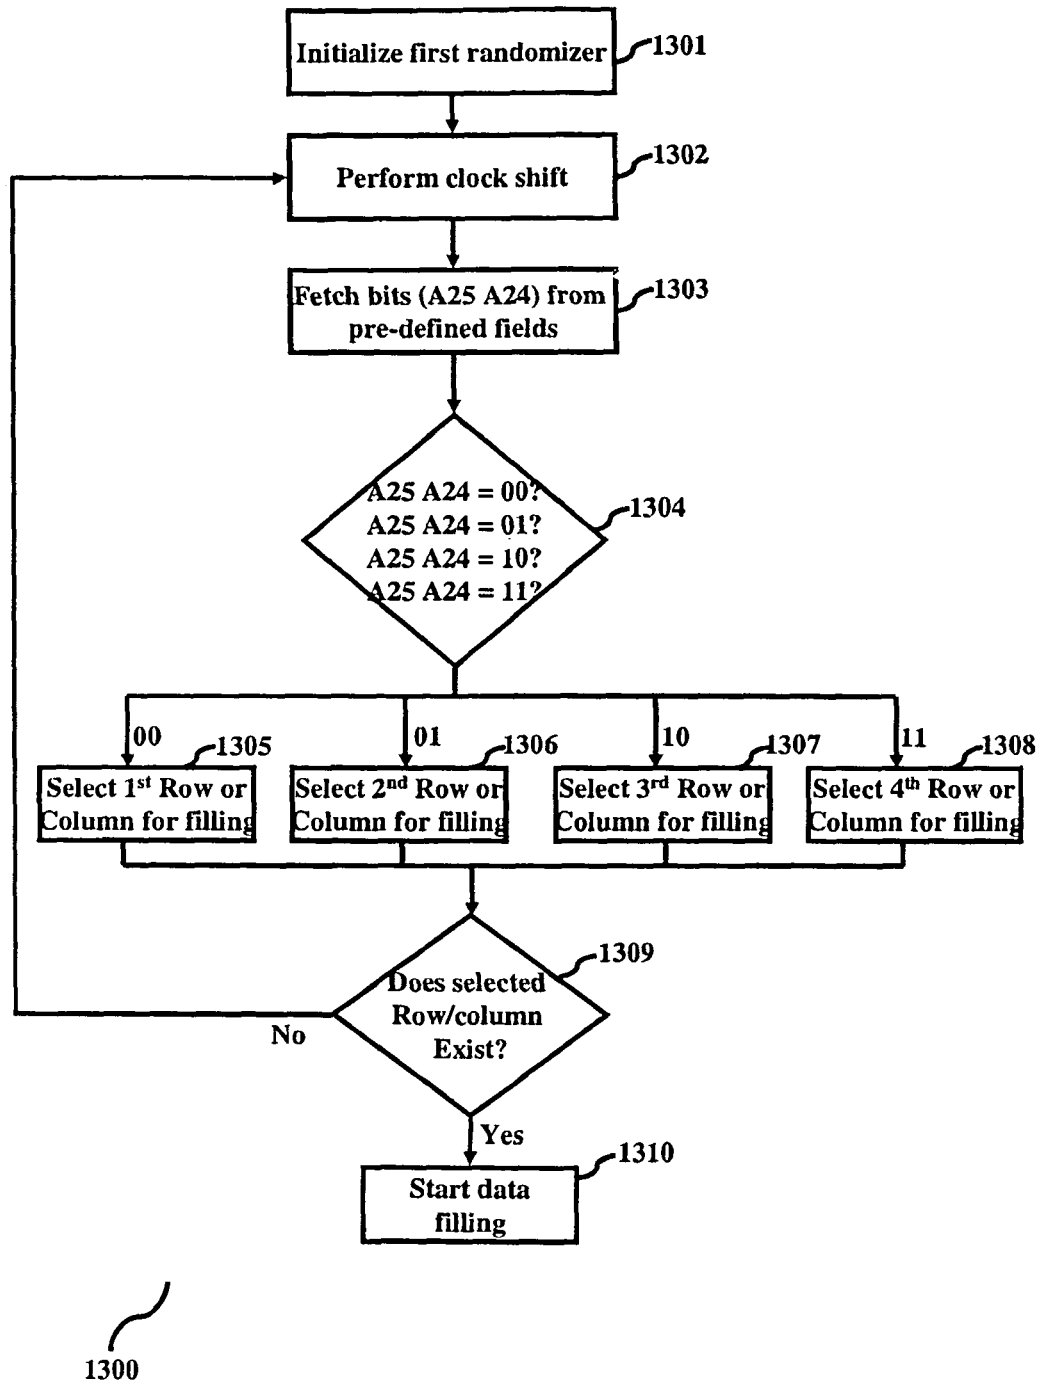 Initialize first randomizer
1301
Perform clock shift
1302
Fetch bits (A25 A24) from
pre-defined fields
1303
A25 A24 = 00?
A25 A24 = 01?
A25 A24 = 10?
A25 A24 = 11?
1304
00
01
10
11
1305
1306
1307
1308
Select 1st Row or
Column for filling
Select 2nd Row or
Column for filling
Select 3rd Row or
Column for filling
Select 4th Row or
Column for filling
1309
Does selected
Row/column
Exist?
No
Yes
1310
Start data
filling
1300